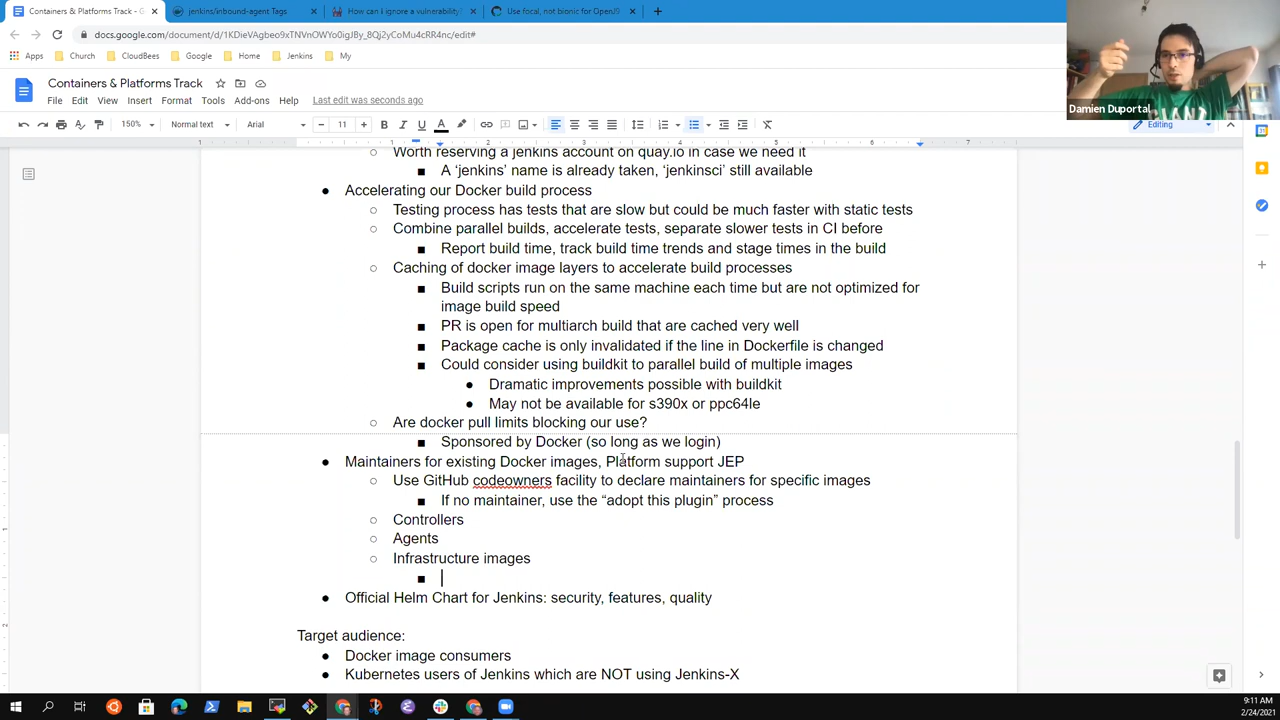 Containers & Platforms Track - G
jenkins/inbound-agent Tags
How can i ignore a vulnerability?
Use focal, not bionic for OpenJ9
docs.google.com/document/d/1KDieVAgbeo9xTNVnOWYo0igJ8y_8Qj2yCoMu4cRR4nc/edit#
Apps Church CloudBees Google Home Jenkins My
Containers & Platforms Track
File Edit View Insert Format Tools Add-ons Help Last edit was seconds ago
150% Normal text Arial 11 Editing
Damien Duportal
Worth reserving a jenkins account on quay.io in case we need it
A ‘jenkins’ name is already taken, ‘jenkinsci’ still available
Accelerating our Docker build process
Testing process has tests that are slow but could be much faster with static tests
Combine parallel builds, accelerate tests, separate slower tests in CI before
Report build time, track build time trends and stage times in the build
Caching of docker image layers to accelerate build processes
Build scripts run on the same machine each time but are not optimized for
image build speed
PR is open for multiarch build that are cached very well
Package cache is only invalidated if the line in Dockerfile is changed
Could consider using buildkit to parallel build of multiple images
Dramatic improvements possible with buildkit
May not be available for s390x or ppc64le
Are docker pull limits blocking our use?
Sponsored by Docker (so long as we login)
Maintainers for existing Docker images, Platform support JEP
Use GitHub codeowners facility to declare maintainers for specific images
If no maintainer, use the “adopt this plugin” process
Controllers
Agents
Infrastructure images
Official Helm Chart for Jenkins: security, features, quality
Target audience:
Docker image consumers
Kubernetes users of Jenkins which are NOT using Jenkins-X
9:11 AM
2/24/2021